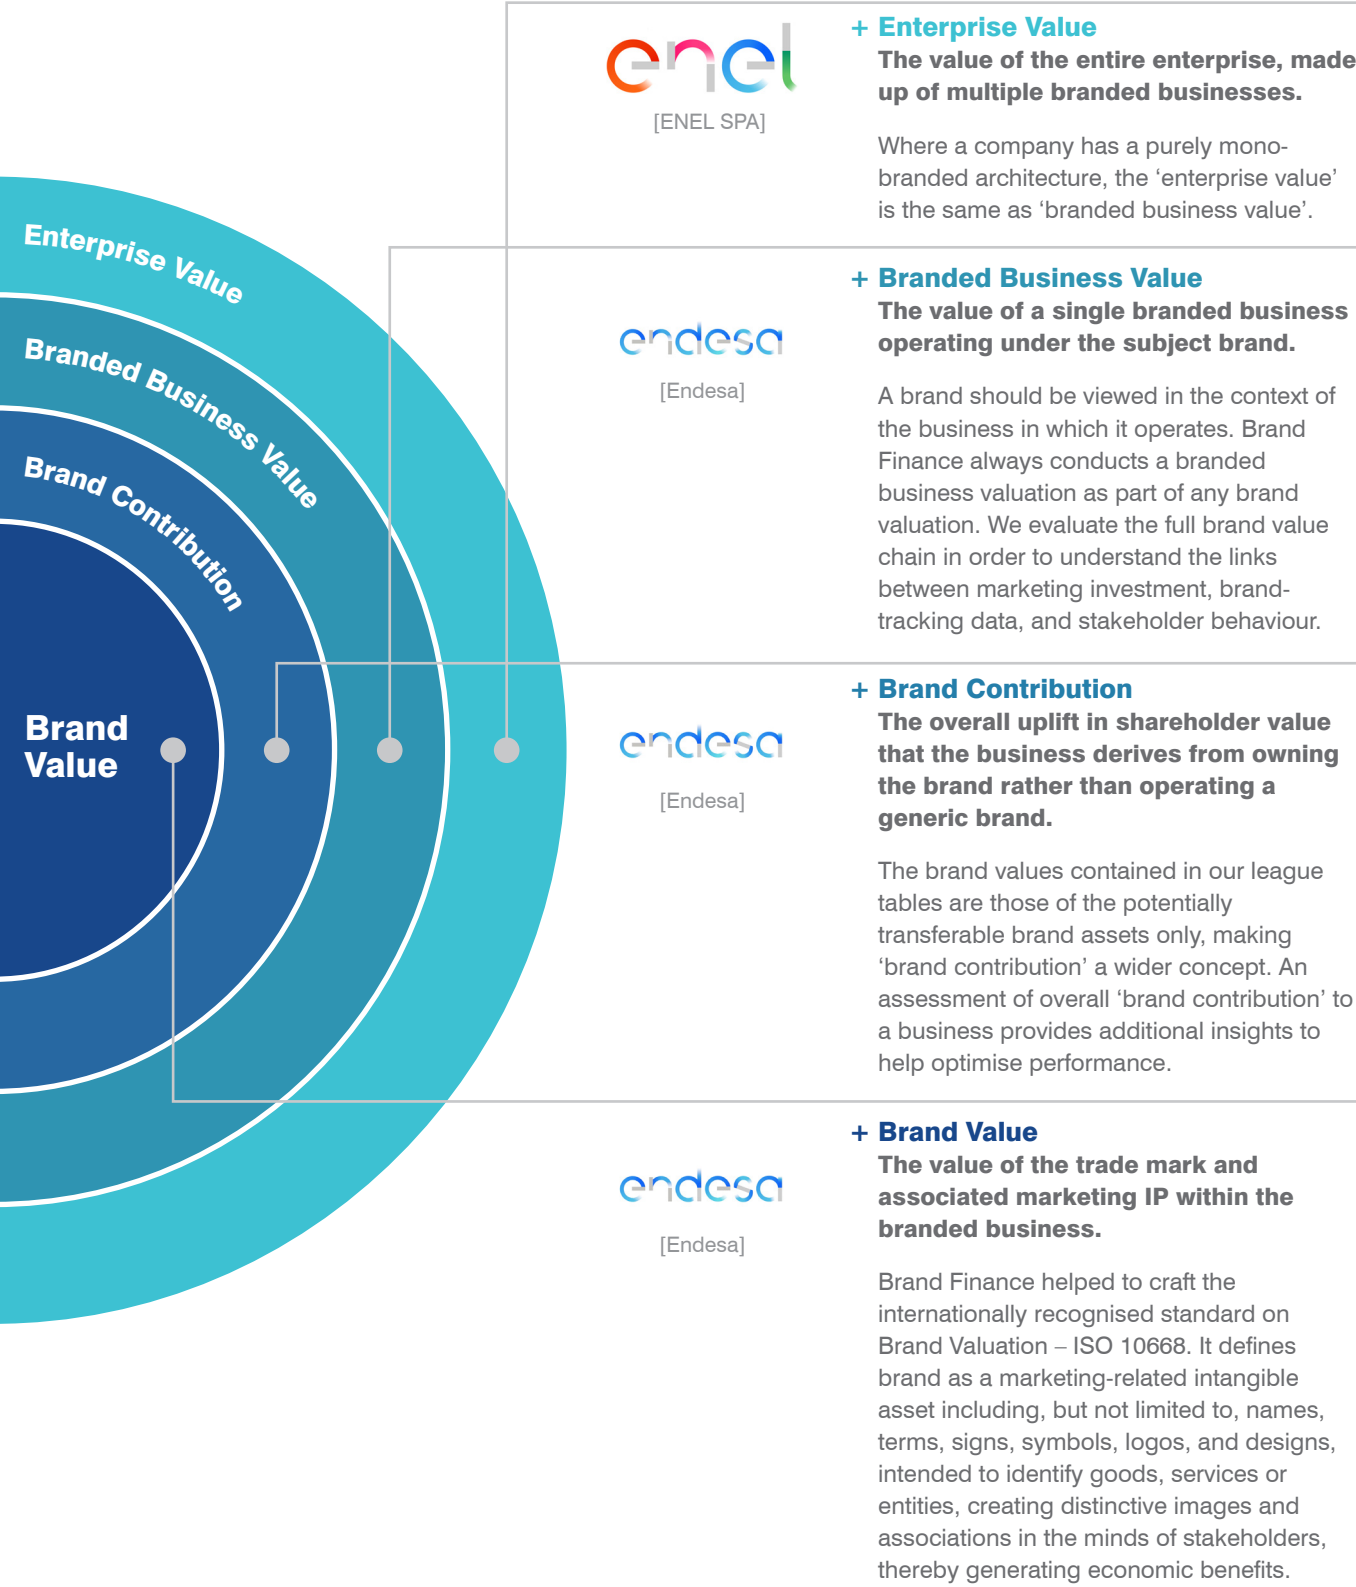 enel
[ENEL SPA]
+ Enterprise Value
The value of the entire enterprise, made
up of multiple branded businesses.
Where a company has a purely mono-
branded architecture, the ‘enterprise value’
is the same as ‘branded business value’.
Enterprise Value
Branded Business Value
Brand Contribution
Brand
Value
endesa
[Endesa]
+ Branded Business Value
The value of a single branded business
operating under the subject brand.
A brand should be viewed in the context of
the business in which it operates. Brand
Finance always conducts a branded
business valuation as part of any brand
valuation. We evaluate the full brand value
chain in order to understand the links
between marketing investment, brand-
tracking data, and stakeholder behaviour.
endesa
[Endesa]
+ Brand Contribution
The overall uplift in shareholder value
that the business derives from owning
the brand rather than operating a
generic brand.
The brand values contained in our league
tables are those of the potentially
transferable brand assets only, making
‘brand contribution’ a wider concept. An
assessment of overall ‘brand contribution’ to
a business provides additional insights to
help optimise performance.
endesa
[Endesa]
+ Brand Value
The value of the trade mark and
associated marketing IP within the
branded business.
Brand Finance helped to craft the
internationally recognised standard on
Brand Valuation – ISO 10668. It defines
brand as a marketing-related intangible
asset including, but not limited to, names,
terms, signs, symbols, logos, and designs,
intended to identify goods, services or
entities, creating distinctive images and
associations in the minds of stakeholders,
thereby generating economic benefits.